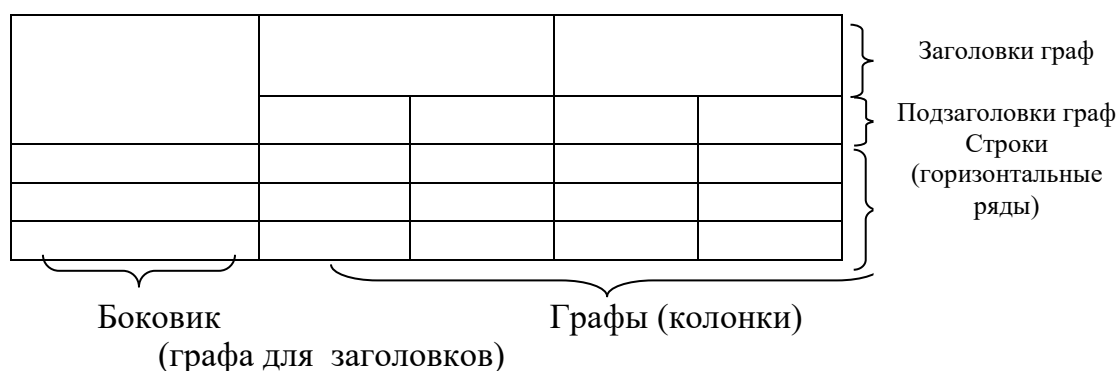 Заголовки граф
Подзаголовки граф
Строки
(горизонтальные
ряды)
Боковик
Графы (колонки)
(графа для заголовков)